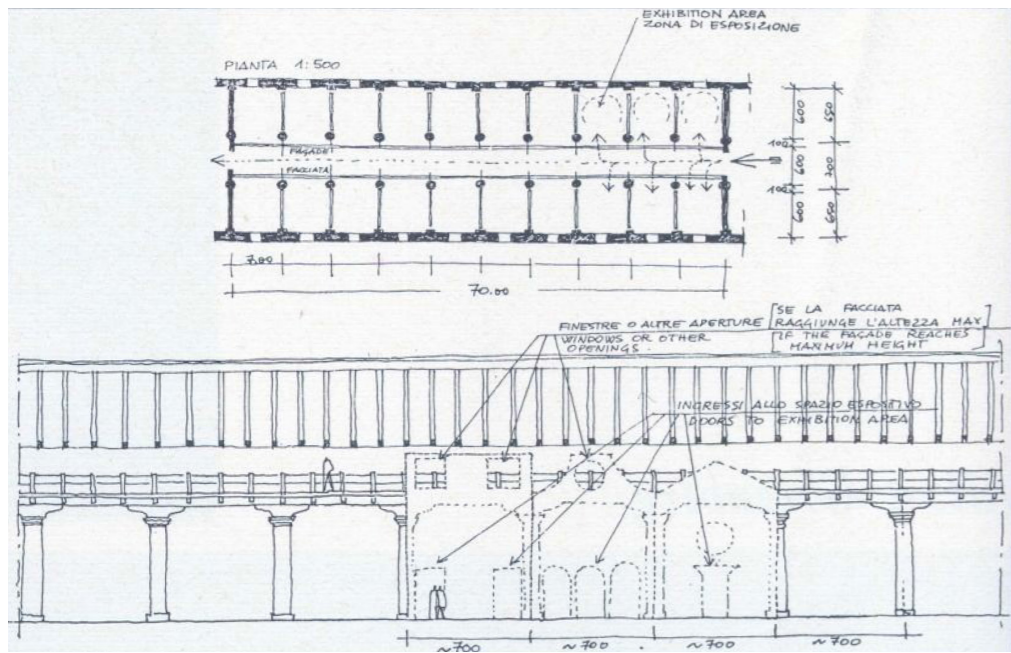 EXHIBITION AREA
ZONA DI ESPOSIZIONE
PIANTA 1:500
FAÇADE
FACCIATA
600
650
100
600
700
100
600
650
7.00
70.00
FINESTRE O ALTRE APERTURE
WINDOWS OR OTHER
OPENINGS.
SE LA FACCIATA
RAGGIUNGE L'ALTEZZA MAX
IF THE FAÇADE REACHES
MAXIMUM HEIGHT
INGRESSI ALLO SPAZIO ESPOSITIVO
DOORS TO EXHIBITION AREA
~700
~700
~700
~700